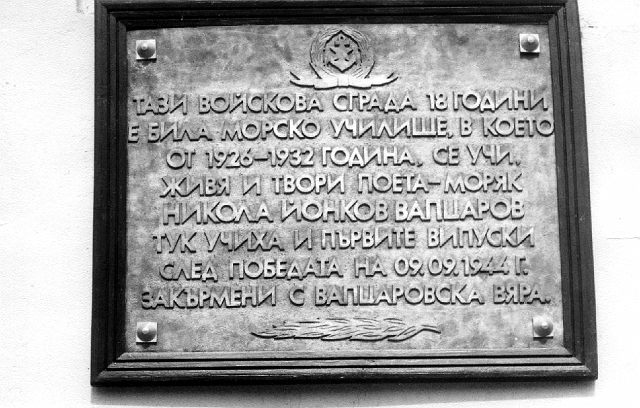 ТАЗИ ВОЙСКОВА СГРАДА 18 ГОДИНИ
Е БИЛА МОРСКО УЧИЛИЩЕ, В КОЕТО
ОТ 1926–1932 ГОДИНА, СЕ УЧИ,
ЖИВЯ И ТВОРИ ПОЕТА–МОРЯК
НИКОЛА ЙОНКОВ ВАПЦАРОВ
ТУК УЧИХА И ПЪРВИТЕ ВИПУСКИ
СЛЕД ПОБЕДАТА НА 09.09.1944 Г.
ЗАКЪРМЕНИ С ВАПЦАРОВСКА ВЯРА.